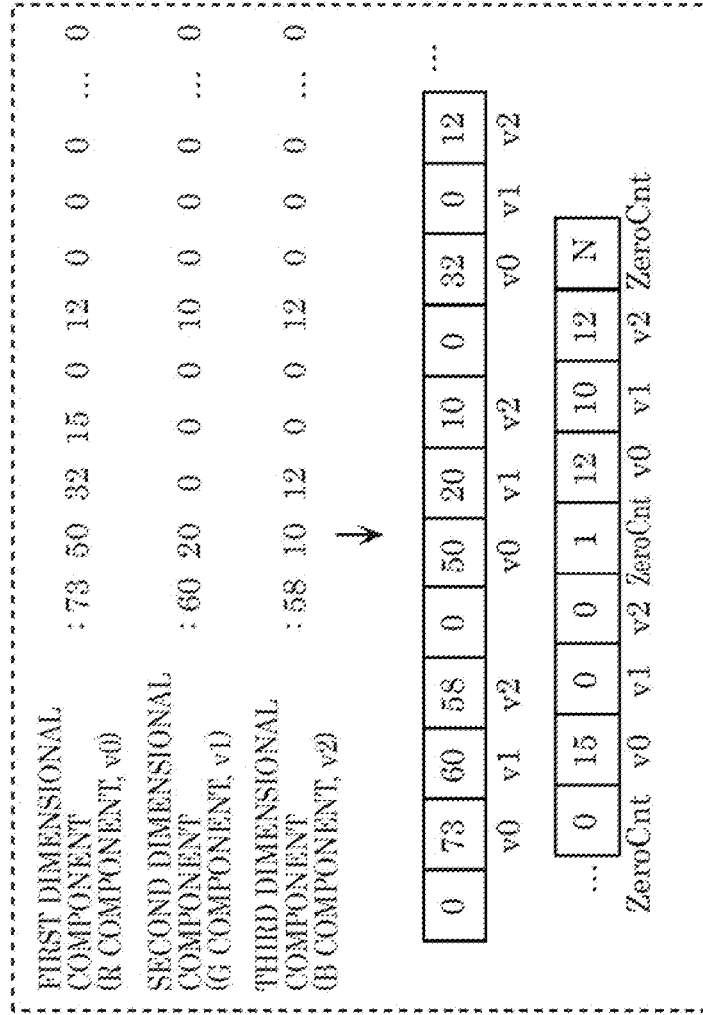 FIRST DIMENSIONAL
COMPONENT : 73 50 32 15 0 12 0 0 0 ... 0
(R COMPONENT, v0)
SECOND DIMENSIONAL
COMPONENT : 60 20 0 0 0 10 0 0 0 ... 0
(G COMPONENT, v1)
THIRD DIMENSIONAL
COMPONENT : 58 10 12 0 0 12 0 0 0 ... 0
(B COMPONENT, v2)
↓
0 73 60 58 0 50 20 10 0 32 0 12 ...
v0 v1 v2 v0 v1 v2 v0 v1 v2
... 0 15 0 0 1 12 10 12 N
ZeroCnt v0 v1 v2 ZeroCnt v0 v1 v2 ZeroCnt